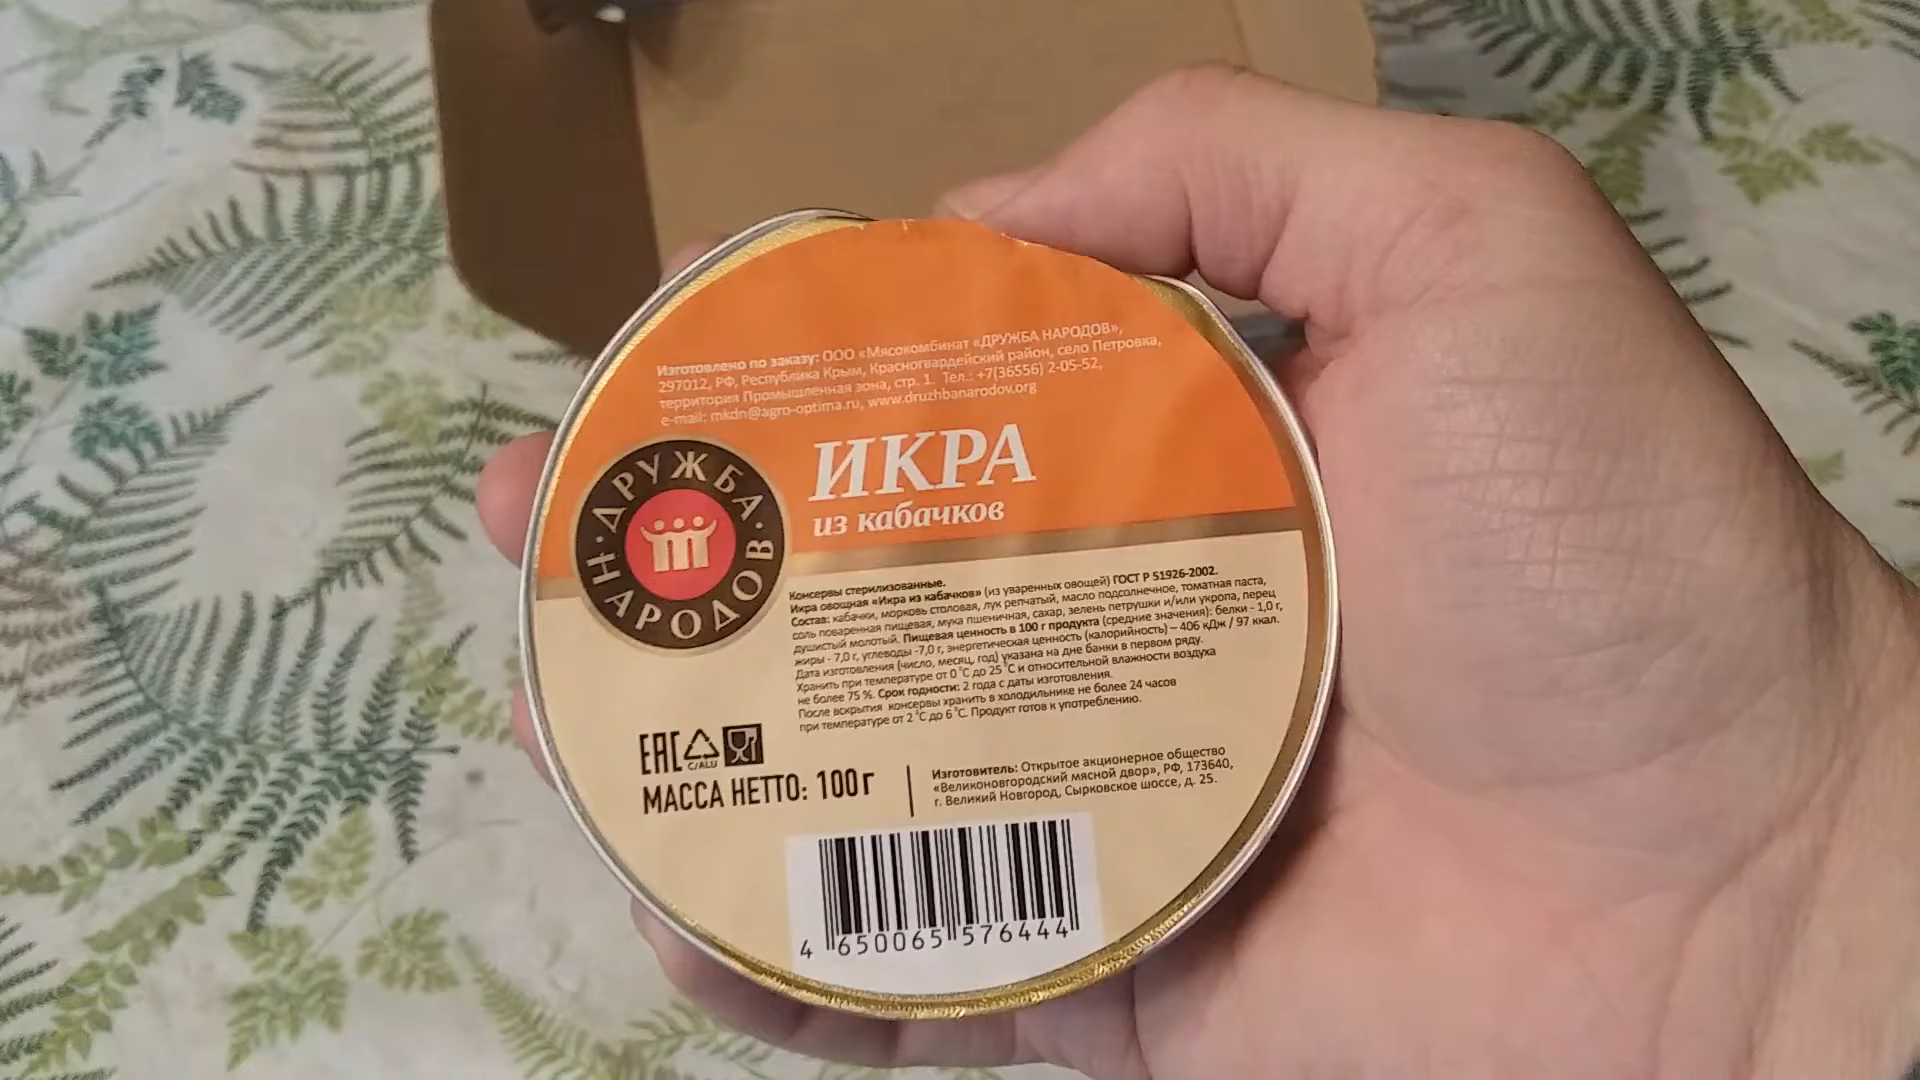 Изготовлено по заказу: ООО «Мясокомбинат «ДРУЖБА НАРОДОВ»,
297012, РФ, Республика Крым, Красногвардейский район, село Петровка,
территория Промышленная зона, стр. 1. Тел.: +7(36556) 2-05-52,
e-mail: mkdn@agro-optima.ru, www.druzhbanarodov.org
ДРУЖБА НАРОДОВ
ИКРА
из кабачков
Консервы стерилизованные.
Икра овощная «Икра из кабачков» (из уваренных овощей) ГОСТ Р 51926-2002.
Состав: кабачки, морковь столовая, лук репчатый, масло подсолнечное, томатная паста,
соль поваренная пищевая, мука пшеничная, сахар, зелень петрушки и/или укропа, перец
душистый молотый. Пищевая ценность в 100 г продукта (средние значения): белки - 1,0 г,
жиры - 7,0 г, углеводы -7,0 г, энергетическая ценность (калорийность) – 406 кДж / 97 ккал.
Дата изготовления (число, месяц, год) указана на дне банки в первом ряду.
Хранить при температуре от 0˚С до 25˚С и относительной влажности воздуха
не более 75 %. Срок годности: 2 года с даты изготовления.
После вскрытия консервы хранить в холодильнике не более 24 часов
при температуре от 2˚С до 6˚С. Продукт готов к употреблению.
ЕАС
C/ALU
МАССА НЕТТО: 100 г
Изготовитель: Открытое акционерное общество
«Великоновгородский мясной двор», РФ, 173640,
г. Великий Новгород, Сырковское шоссе, д. 25.
4 650065 576444